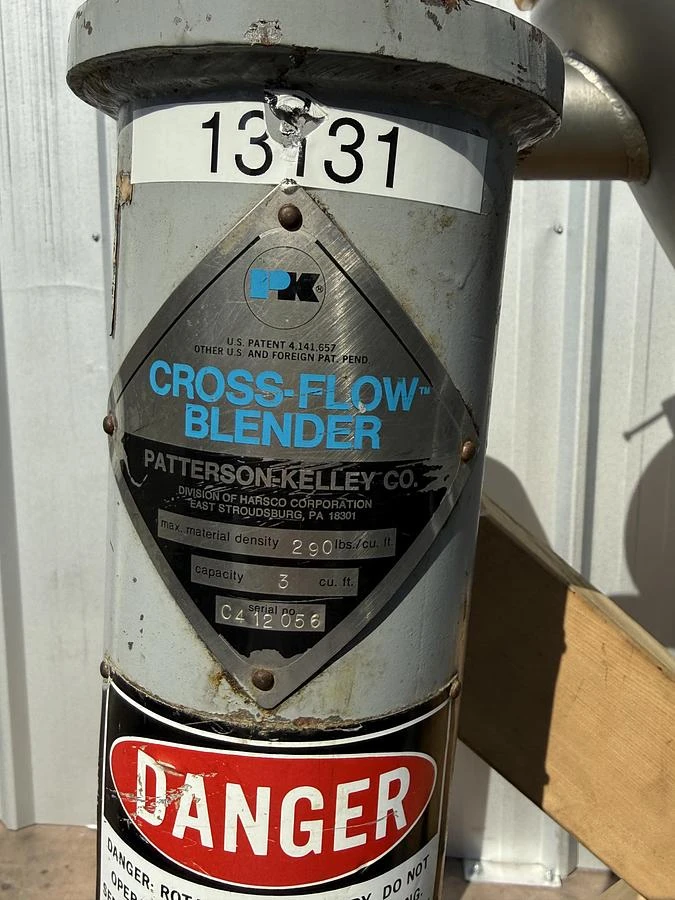 13131
PK®
U.S. PATENT 4,141,657
OTHER U.S. AND FOREIGN PAT. PEND.
CROSS-FLOW™
BLENDER
PATTERSON-KELLEY CO.
DIVISION OF HARSCO CORPORATION
EAST STROUDSBURG, PA 18301
max. material density 290 lbs./cu. ft.
capacity 3 cu. ft.
serial no.
C412056
DANGER
DANGER: DO NOT